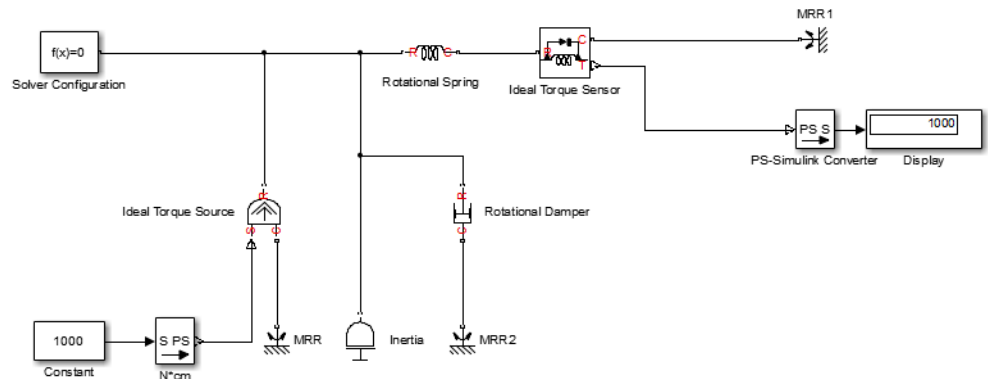 MRR1
f(x)=0
R C
R C T
Solver Configuration
Rotational Spring
Ideal Torque Sensor
PS S
1000
PS-Simulink Converter
Display
R
Ideal Torque Source
S C
R
Rotational Damper
C
1000
S PS
MRR
Inertia
MRR2
Constant
N*cm